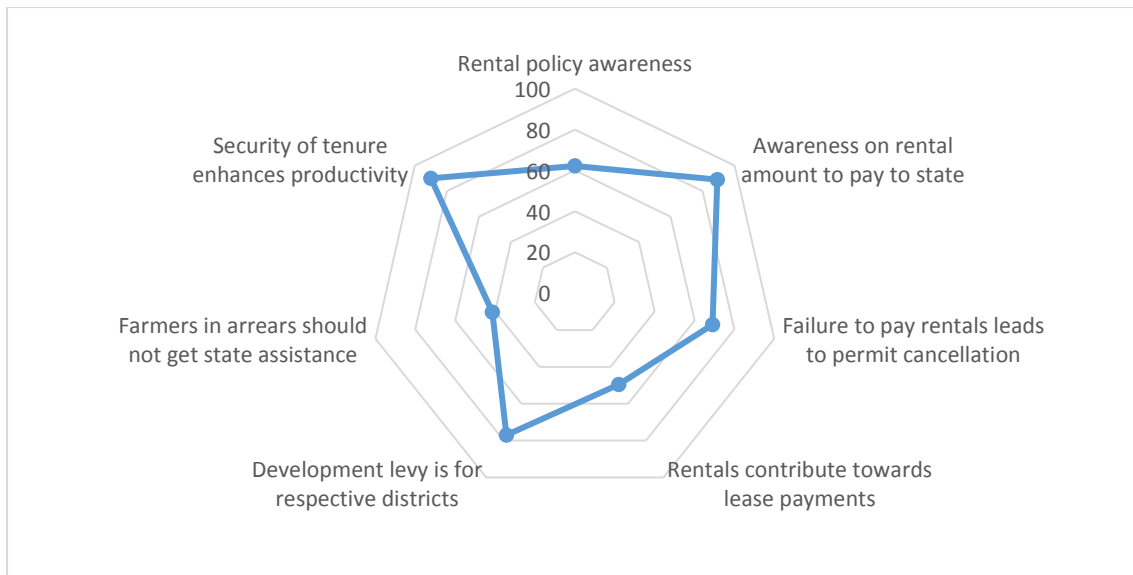 Rental policy awareness
100
80
60
40
20
0
Awareness on rental
amount to pay to state
Failure to pay rentals leads
to permit cancellation
Rentals contribute towards
lease payments
Development levy is for
respective districts
Farmers in arrears should
not get state assistance
Security of tenure
enhances productivity